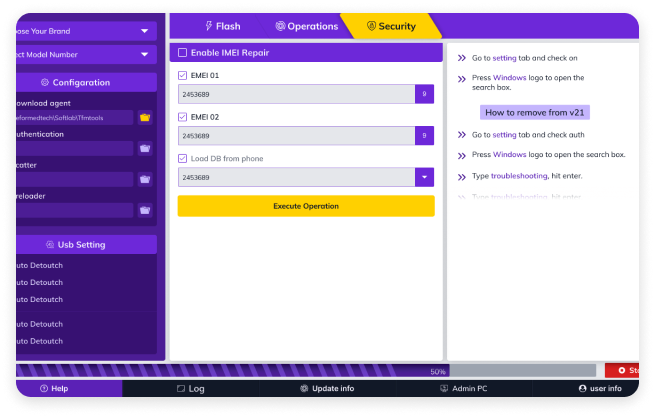 Flash
Operations
Security
oose Your Brand
ect Model Number
Configaration
ownload agent
eformedtech\Softlab\Tfmtools
uthentication
catter
reloader
Usb Setting
uto Detoutch
uto Detoutch
uto Detoutch
uto Detoutch
uto Detoutch
Enable IMEI Repair
EMEI 01
2453689
9
EMEI 02
2453689
9
Load DB from phone
2453689
Execute Operation
Go to setting tab and check on
Press Windows logo to open the
search box.
How to remove from v21
Go to setting tab and check auth
Press Windows logo to open the search box.
Type troubleshooting, hit enter.
Type troubleshooting, hit enter
50%
Sto
Help
Log
Update info
Admin PC
user info